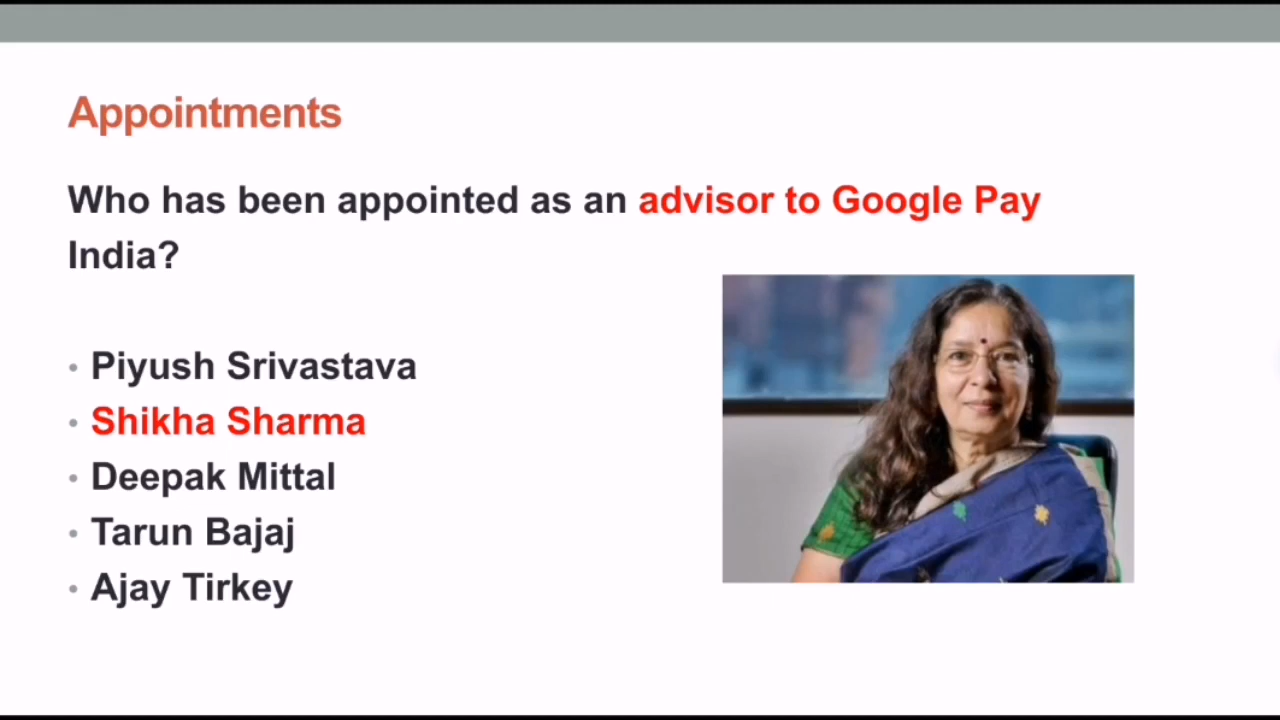 Appointments
Who has been appointed as an advisor to Google Pay
India?
• Piyush Srivastava
• Shikha Sharma
• Deepak Mittal
• Tarun Bajaj
• Ajay Tirkey